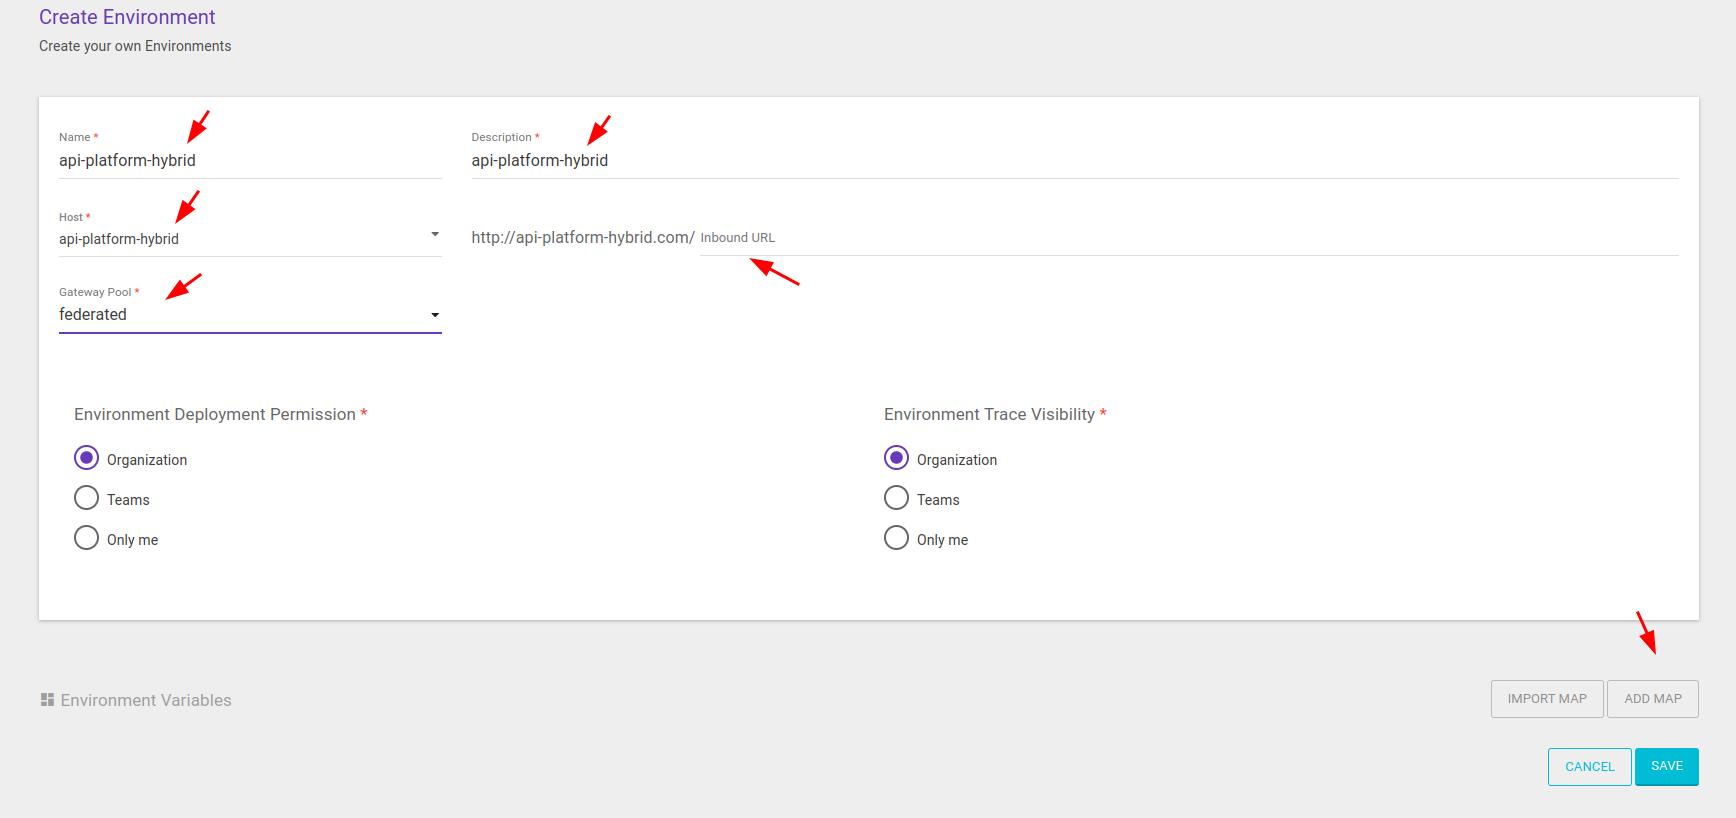 Create Environment
Create your own Environments
Name *
api-platform-hybrid
Description *
api-platform-hybrid
Host *
api-platform-hybrid
http://api-platform-hybrid.com/ Inbound URL
Gateway Pool *
federated
Environment Deployment Permission *
Organization
Teams
Only me
Environment Trace Visibility *
Organization
Teams
Only me
Environment Variables
IMPORT MAP
ADD MAP
CANCEL
SAVE